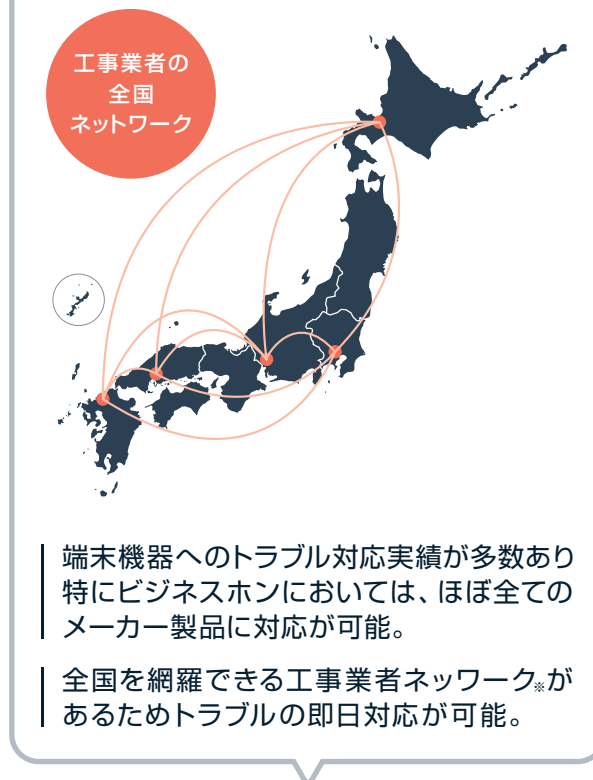 工事業者の
全国
ネットワーク
端末機器へのトラブル対応実績が多数あり
特にビジネスホンにおいては、ほぼ全ての
メーカー製品に対応が可能。
全国を網羅できる工事業者ネッワーク※が
あるためトラブルの即日対応が可能。